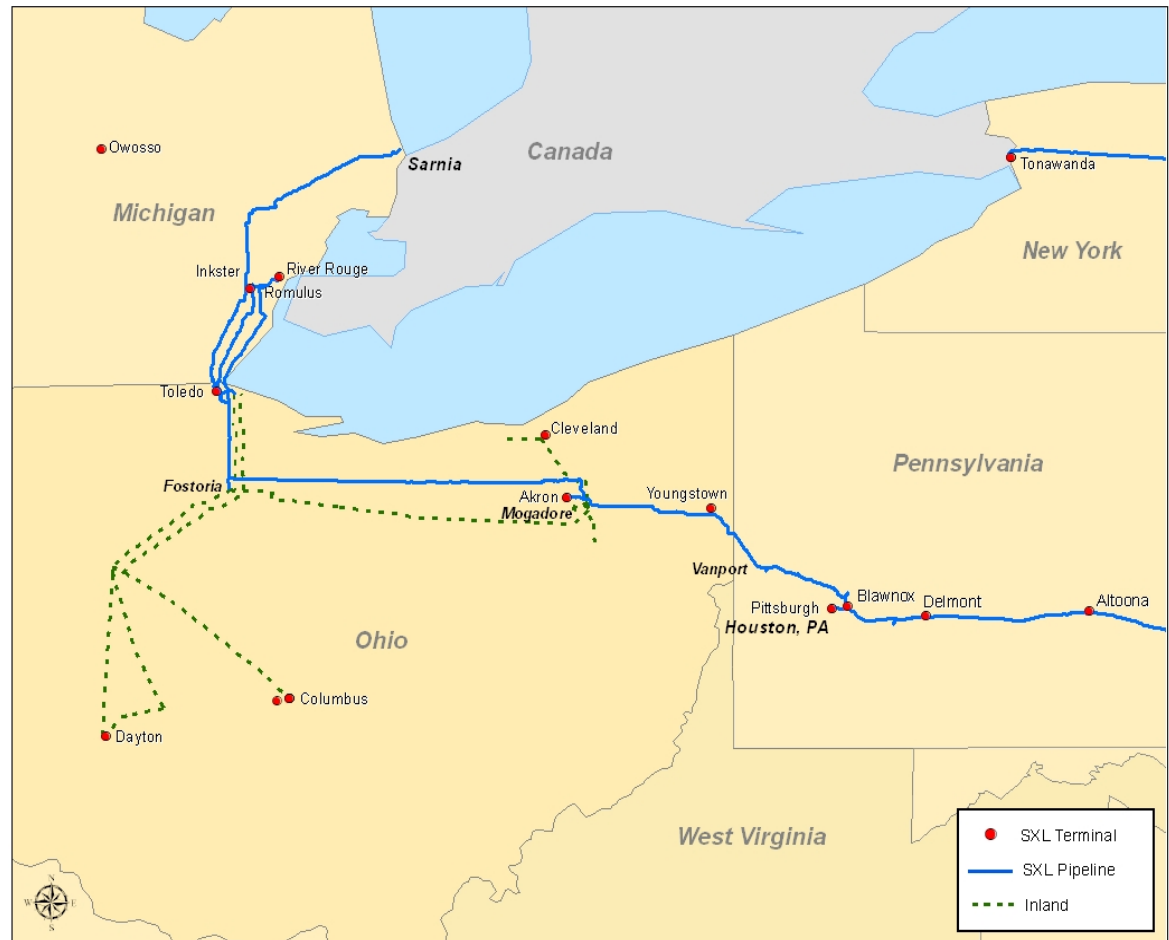 Owosso
Sarnia
Canada
Tonawanda
Michigan
New York
Inkster
River Rouge
Romulus
Toledo
Cleveland
Pennsylvania
Fostoria
Akron
Mogadore
Youngstown
Vanport
Pittsburgh
Blawnox
Delmont
Altoona
Houston, PA
Ohio
Columbus
Dayton
West Virginia
SXL Terminal
SXL Pipeline
Inland
N
W
E
S